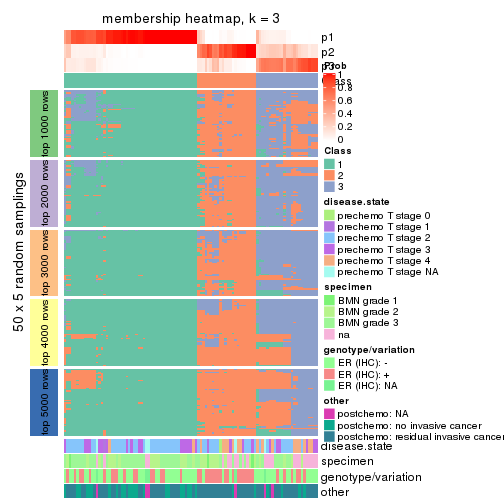 membership heatmap, k = 3
p1
p2
p3
Prob
1
0.8
0.6
0.4
0.2
0
Class
Class
1
2
3
disease.state
prechemo T stage 0
prechemo T stage 1
prechemo T stage 2
prechemo T stage 3
prechemo T stage 4
prechemo T stage NA
specimen
BMN grade 1
BMN grade 2
BMN grade 3
na
genotype/variation
ER (IHC): -
ER (IHC): +
ER (IHC): NA
other
postchemo: NA
postchemo: no invasive cancer
postchemo: residual invasive cancer
50 x 5 random samplings
top 1000 rows
top 2000 rows
top 3000 rows
top 4000 rows
top 5000 rows
disease.state
specimen
genotype/variation
other